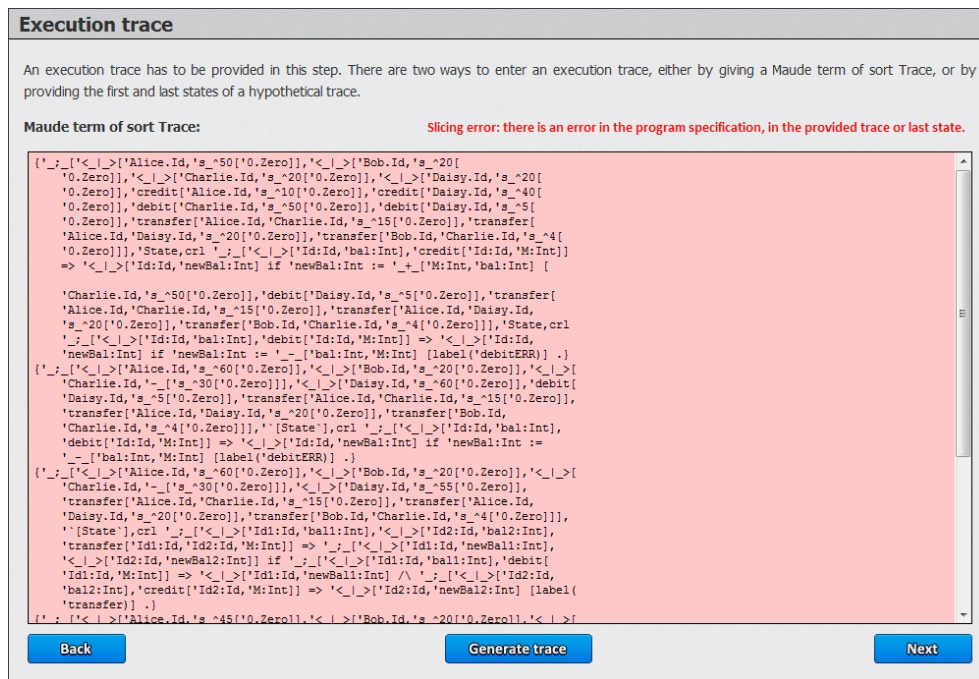 Execution trace
An execution trace has to be provided in this step. There are two ways to enter an execution trace, either by giving a Maude term of sort Trace, or by
providing the first and last states of a hypothetical trace.
Maude term of sort Trace:
Slicing error: there is an error in the program specification, in the provided trace or last state.
{'_;_['<_|_>['Alice.Id,'s_^50['0.Zero]],'<_|_>['Bob.Id,'s_^20[
'0.Zero]],'<_|_>['Charlie.Id,'s_^20['0.Zero]],'<_|_>['Daisy.Id,'s_^20[
'0.Zero]],'credit['Alice.Id,'s_^10['0.Zero]],'credit['Daisy.Id,'s_^40[
'0.Zero]],'debit['Charlie.Id,'s_^50['0.Zero]],'debit['Daisy.Id,'s_^5[
'0.Zero]],'transfer['Alice.Id,'Charlie.Id,'s_^15['0.Zero]],'transfer[
'Alice.Id,'Daisy.Id,'s_^20['0.Zero]],'transfer['Bob.Id,'Charlie.Id,'s_^4[
'0.Zero]]],'State,crl '_;_['<_|_>['Id:Id,'bal:Int],'credit['Id:Id,'M:Int]]
=> '<_|_>['Id:Id,'newBal:Int] if 'newBal:Int := '_+_['M:Int,'bal:Int] [
'Charlie.Id,'s_^50['0.Zero]],'debit['Daisy.Id,'s_^5['0.Zero]],'transfer[
'Alice.Id,'Charlie.Id,'s_^15['0.Zero]],'transfer['Alice.Id,'Daisy.Id,
's_^20['0.Zero]],'transfer['Bob.Id,'Charlie.Id,'s_^4['0.Zero]]],'State,crl
'_;_['<_|_>['Id:Id,'bal:Int],'debit['Id:Id,'M:Int]] => '<_|_>['Id:Id,
'newBal:Int] if 'newBal:Int := '_-_['bal:Int,'M:Int] [label('debitERR)] .}
{'_;_['<_|_>['Alice.Id,'s_^60['0.Zero]],'<_|_>['Bob.Id,'s_^20['0.Zero]],'<_|_>[
'Charlie.Id,'-_['s_^30['0.Zero]]],'<_|_>['Daisy.Id,'s_^60['0.Zero]],'debit[
'Daisy.Id,'s_^5['0.Zero]],'transfer['Alice.Id,'Charlie.Id,'s_^15['0.Zero]],
'transfer['Alice.Id,'Daisy.Id,'s_^20['0.Zero]],'transfer['Bob.Id,
'Charlie.Id,'s_^4['0.Zero]]],'`[State`],crl '_;_['<_|_>['Id:Id,'bal:Int],
'debit['Id:Id,'M:Int]] => '<_|_>['Id:Id,'newBal:Int] if 'newBal:Int :=
'_-_['bal:Int,'M:Int] [label('debitERR)] .}
{'_;_['<_|_>['Alice.Id,'s_^60['0.Zero]],'<_|_>['Bob.Id,'s_^20['0.Zero]],'<_|_>[
'Charlie.Id,'-_['s_^30['0.Zero]]],'<_|_>['Daisy.Id,'s_^55['0.Zero]],
'transfer['Alice.Id,'Charlie.Id,'s_^15['0.Zero]],'transfer['Alice.Id,
'Daisy.Id,'s_^20['0.Zero]],'transfer['Bob.Id,'Charlie.Id,'s_^4['0.Zero]]],
'`[State`],crl '_;_['<_|_>['Id1:Id,'bal1:Int],'<_|_>['Id2:Id,'bal2:Int],
'transfer['Id1:Id,'Id2:Id,'M:Int]] => '_;_['<_|_>['Id1:Id,'newBal1:Int],
'<_|_>['Id2:Id,'newBal2:Int]] if '_;_['<_|_>['Id1:Id,'bal1:Int],'debit[
'Id1:Id,'M:Int]] => '<_|_>['Id1:Id,'newBal1:Int] /\ '_;_['<_|_>['Id2:Id,
'bal2:Int],'credit['Id2:Id,'M:Int]] => '<_|_>['Id2:Id,'newBal2:Int] [label(
'transfer)] .}
{'_;_['<_|_>['Alice.Id,'s_^45['0.Zero]],'<_|_>['Bob.Id,'s_^20['0.Zero]],'<_|_>[
Back
Generate trace
Next